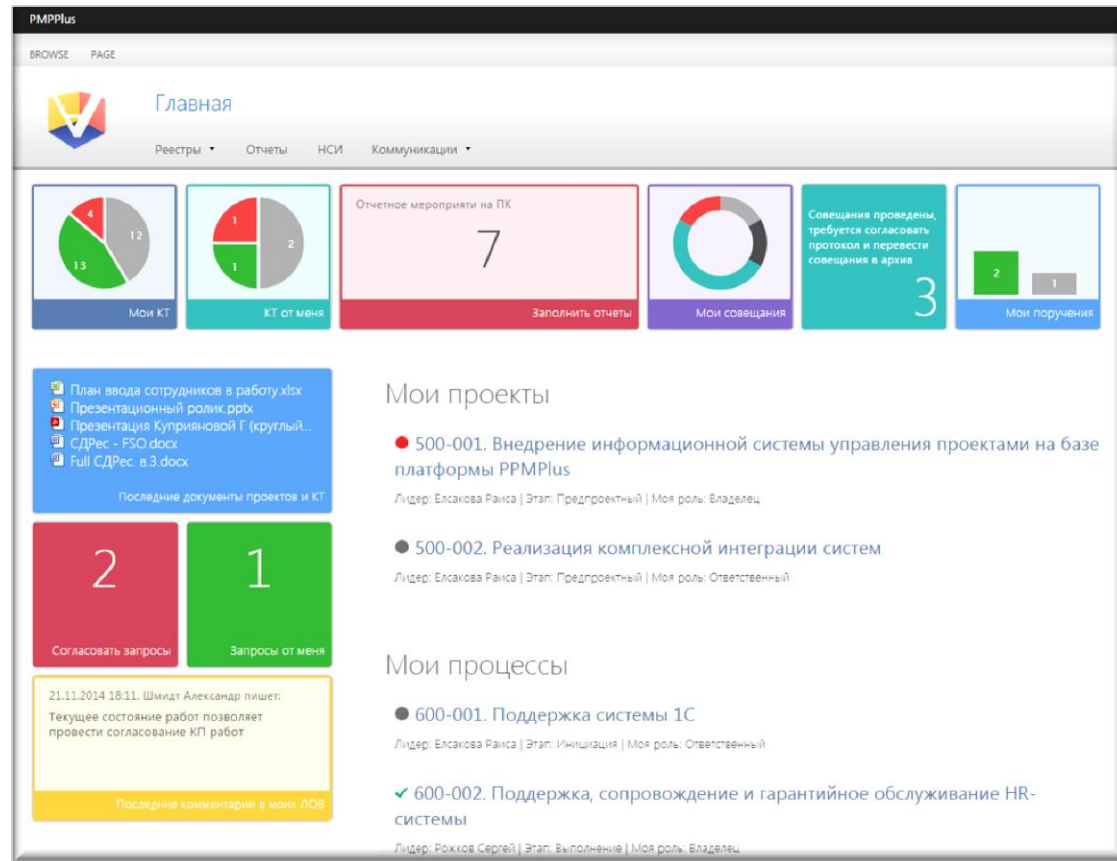 PMPPlus
BROWSE PAGE
Главная
Реестры Отчеты НСИ Коммуникации
4
12
13
Мои КТ
1
2
1
КТ от меня
Отчетное мероприяти на ПК
7
Заполнить отчеты
Мои совещания
Совещания проведены,
требуется согласовать
протокол и перевести
совещания в архив
3
2
1
Мои поручения
План ввода сотрудников в работу.xlsx
Презентационный ролик.pptx
Презентация Куприяновой Г (круглый...
СДРес - FSO.docx
Full СДРес. в.3.docx
Последние документы проектов и КТ
2
Согласовать запросы
1
Запросы от меня
21.11.2014 18:11. Шмидт Александр пишет:
Текущее состояние работ позволяет
провести согласование КП работ
Последние комментарии в моих ЛОВ
Мои проекты
500-001. Внедрение информационной системы управления проектами на базе
платформы PPMPlus
Лидер: Елсакова Раиса | Этап: Предпроектный | Моя роль: Владелец
500-002. Реализация комплексной интеграции систем
Лидер: Елсакова Раиса | Этап: Предпроектный | Моя роль: Ответственный
Мои процессы
600-001. Поддержка системы 1С
Лидер: Елсакова Раиса | Этап: Инициация | Моя роль: Ответственный
600-002. Поддержка, сопровождение и гарантийное обслуживание HR-
системы
Лидер: Рожков Сергей | Этап: Выполнение | Моя роль: Владелец